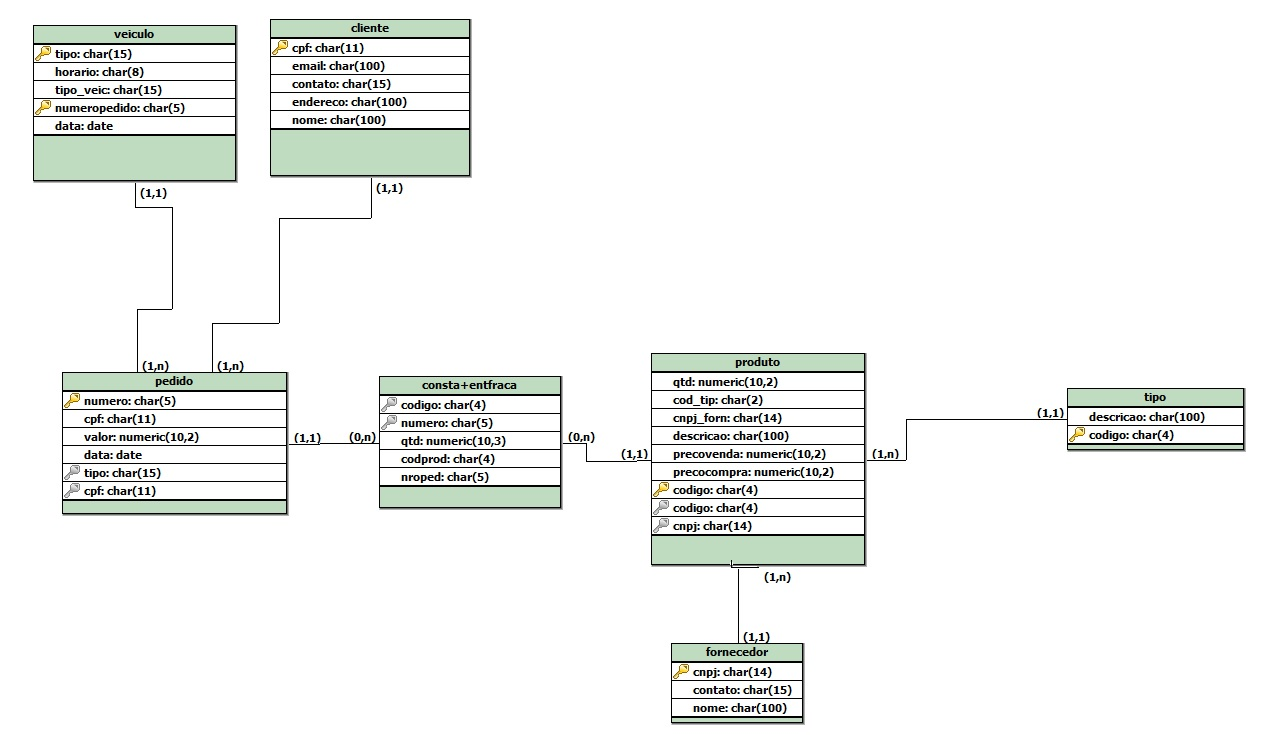 veiculo
tipo: char(15)
horario: char(8)
tipo_veic: char(15)
numeropedido: char(5)
data: date
(1,1)
cliente
cpf: char(11)
email: char(100)
contato: char(15)
endereco: char(100)
nome: char(100)
(1,1)
(1,n)
(1,n)
pedido
numero: char(5)
cpf: char(11)
valor: numeric(10,2)
data: date
tipo: char(15)
cpf: char(11)
(1,1)
(0,n)
consta+entfraca
codigo: char(4)
numero: char(5)
qtd: numeric(10,3)
codprod: char(4)
nroped: char(5)
(0,n)
(1,1)
produto
qtd: numeric(10,2)
cod_tip: char(2)
cnpj_forn: char(14)
descricao: char(100)
precovenda: numeric(10,2)
precocompra: numeric(10,2)
codigo: char(4)
codigo: char(4)
cnpj: char(14)
(1,n)
(1,1)
tipo
descricao: char(100)
codigo: char(4)
(1,n)
(1,1)
fornecedor
cnpj: char(14)
contato: char(15)
nome: char(100)